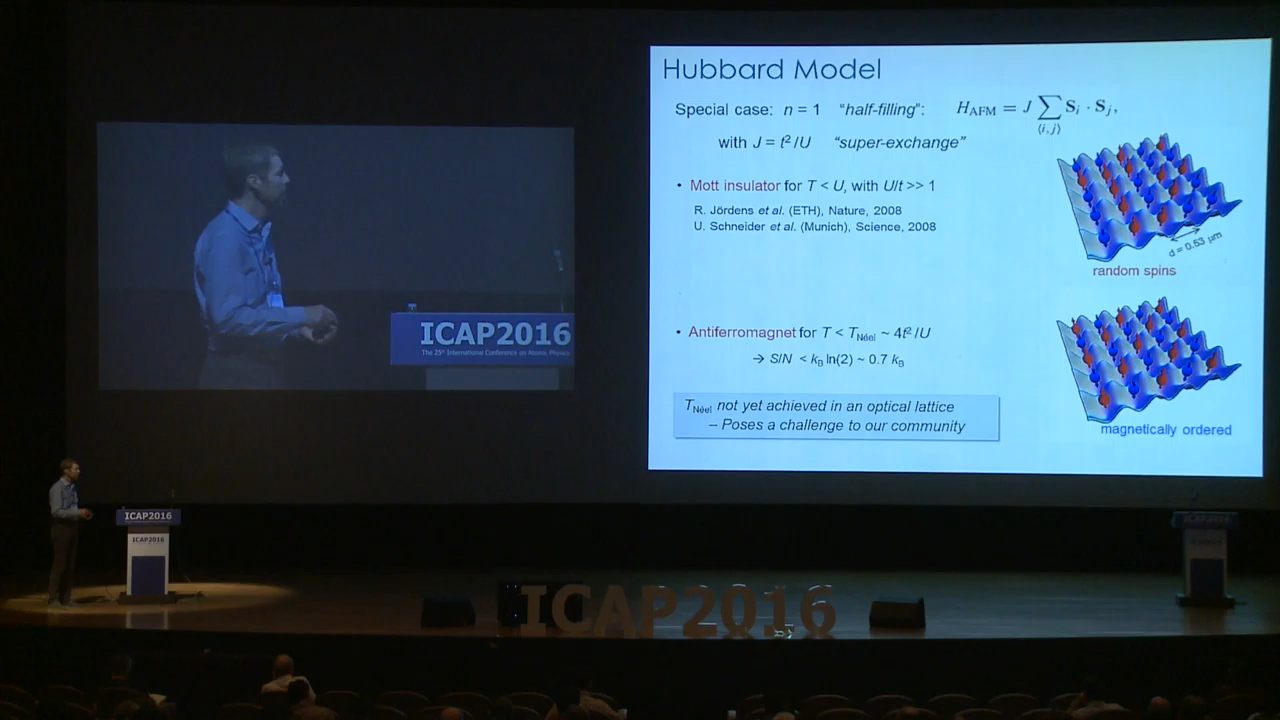 Hubbard Model
Special case: n = 1 “half-filling”: H_AFM = J ∑_⟨i,j⟩ S_i · S_j,
with J = t²/U “super-exchange”
• Mott insulator for T < U, with U/t >> 1
R. Jördens et al. (ETH), Nature, 2008
U. Schneider et al. (Munich), Science, 2008
d = 0.53 μm
random spins
• Antiferromagnet for T < T_Néel ~ 4t²/U
→ S/N < k_B ln(2) ~ 0.7 k_B
T_Néel not yet achieved in an optical lattice
– Poses a challenge to our community
magnetically ordered
ICAP2016
The 25th International Conference on Atomic Physics
ICAP2016
ICAP2016
ICAP2016
ICAP2016